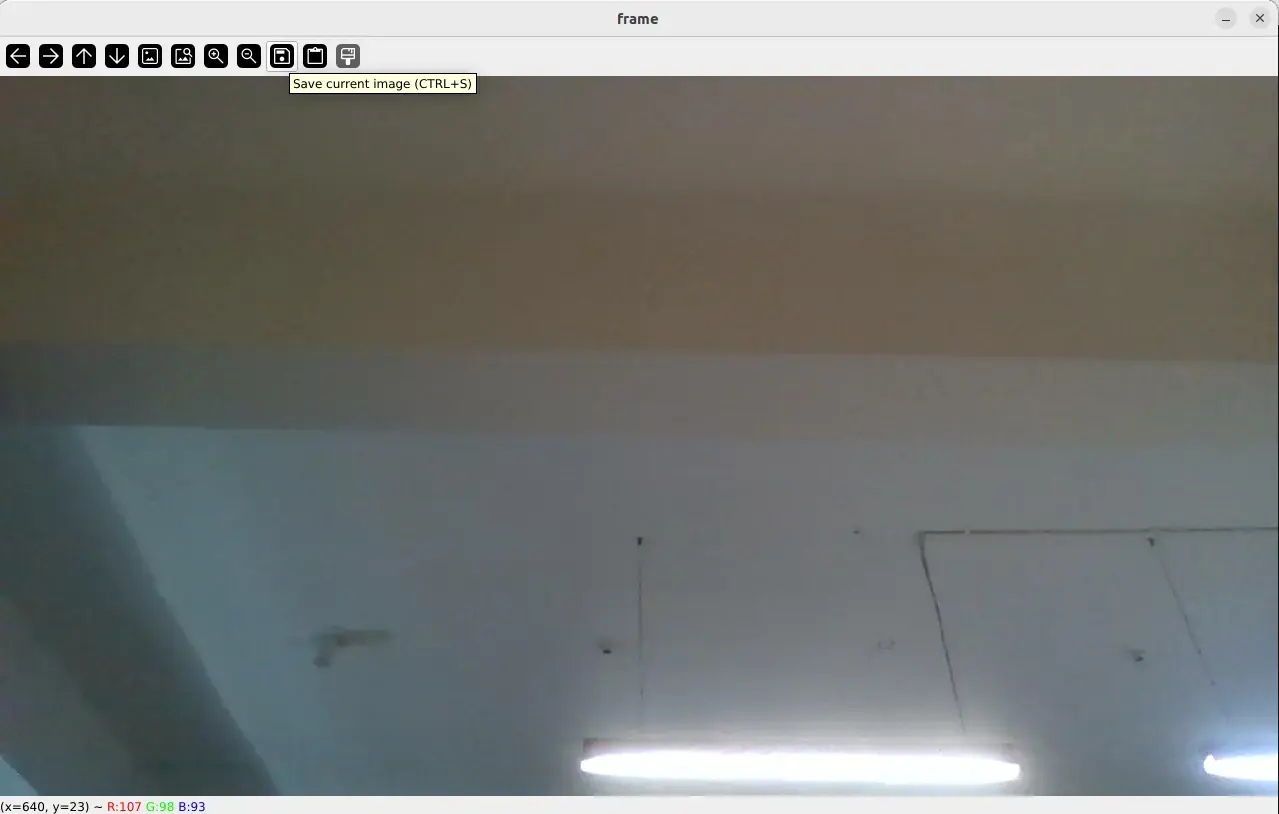 frame
Save current image (CTRL+S)
(x=640, y=23) ~ R:107 G:98 B:93